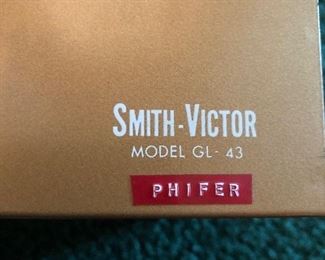 SMITH-VICTOR
MODEL GL- 43
PHIFER